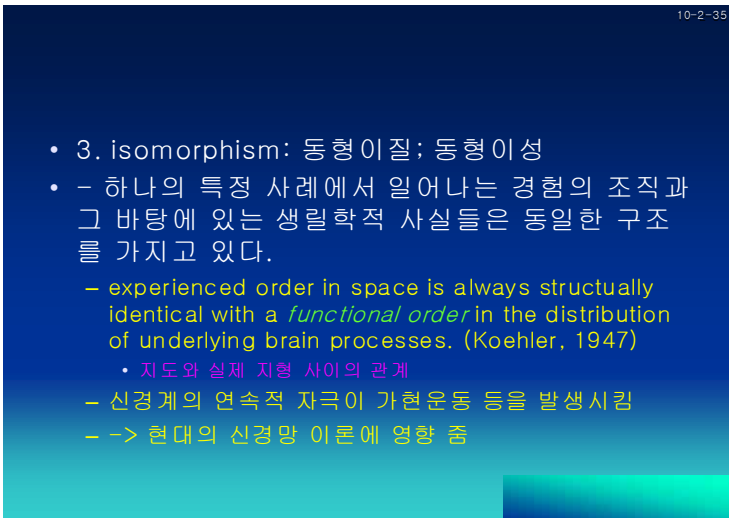 10-2-35
• 3. isomorphism: 동형이질; 동형이성
• - 하나의 특정 사례에서 일어나는 경험의 조직과
그 바탕에 있는 생릴학적 사실들은 동일한 구조
를 가지고 있다.
– experienced order in space is always structually
identical with a functional order in the distribution
of underlying brain processes. (Koehler, 1947)
• 지도와 실제 지형 사이의 관계
– 신경계의 연속적 자극이 가현운동 등을 발생시킴
– -> 현대의 신경망 이론에 영향 줌